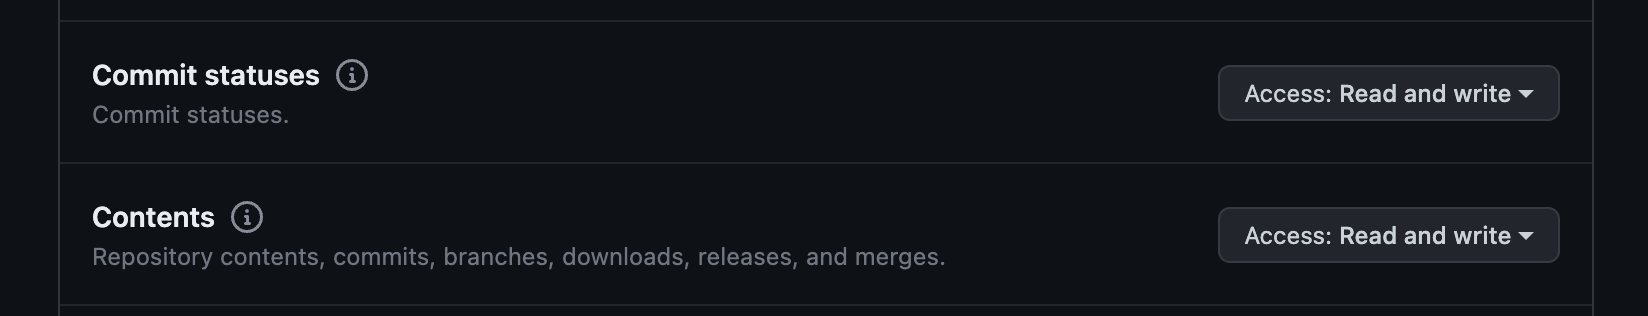 Commit statuses
Commit statuses.
Access: Read and write
Contents
Repository contents, commits, branches, downloads, releases, and merges.
Access: Read and write